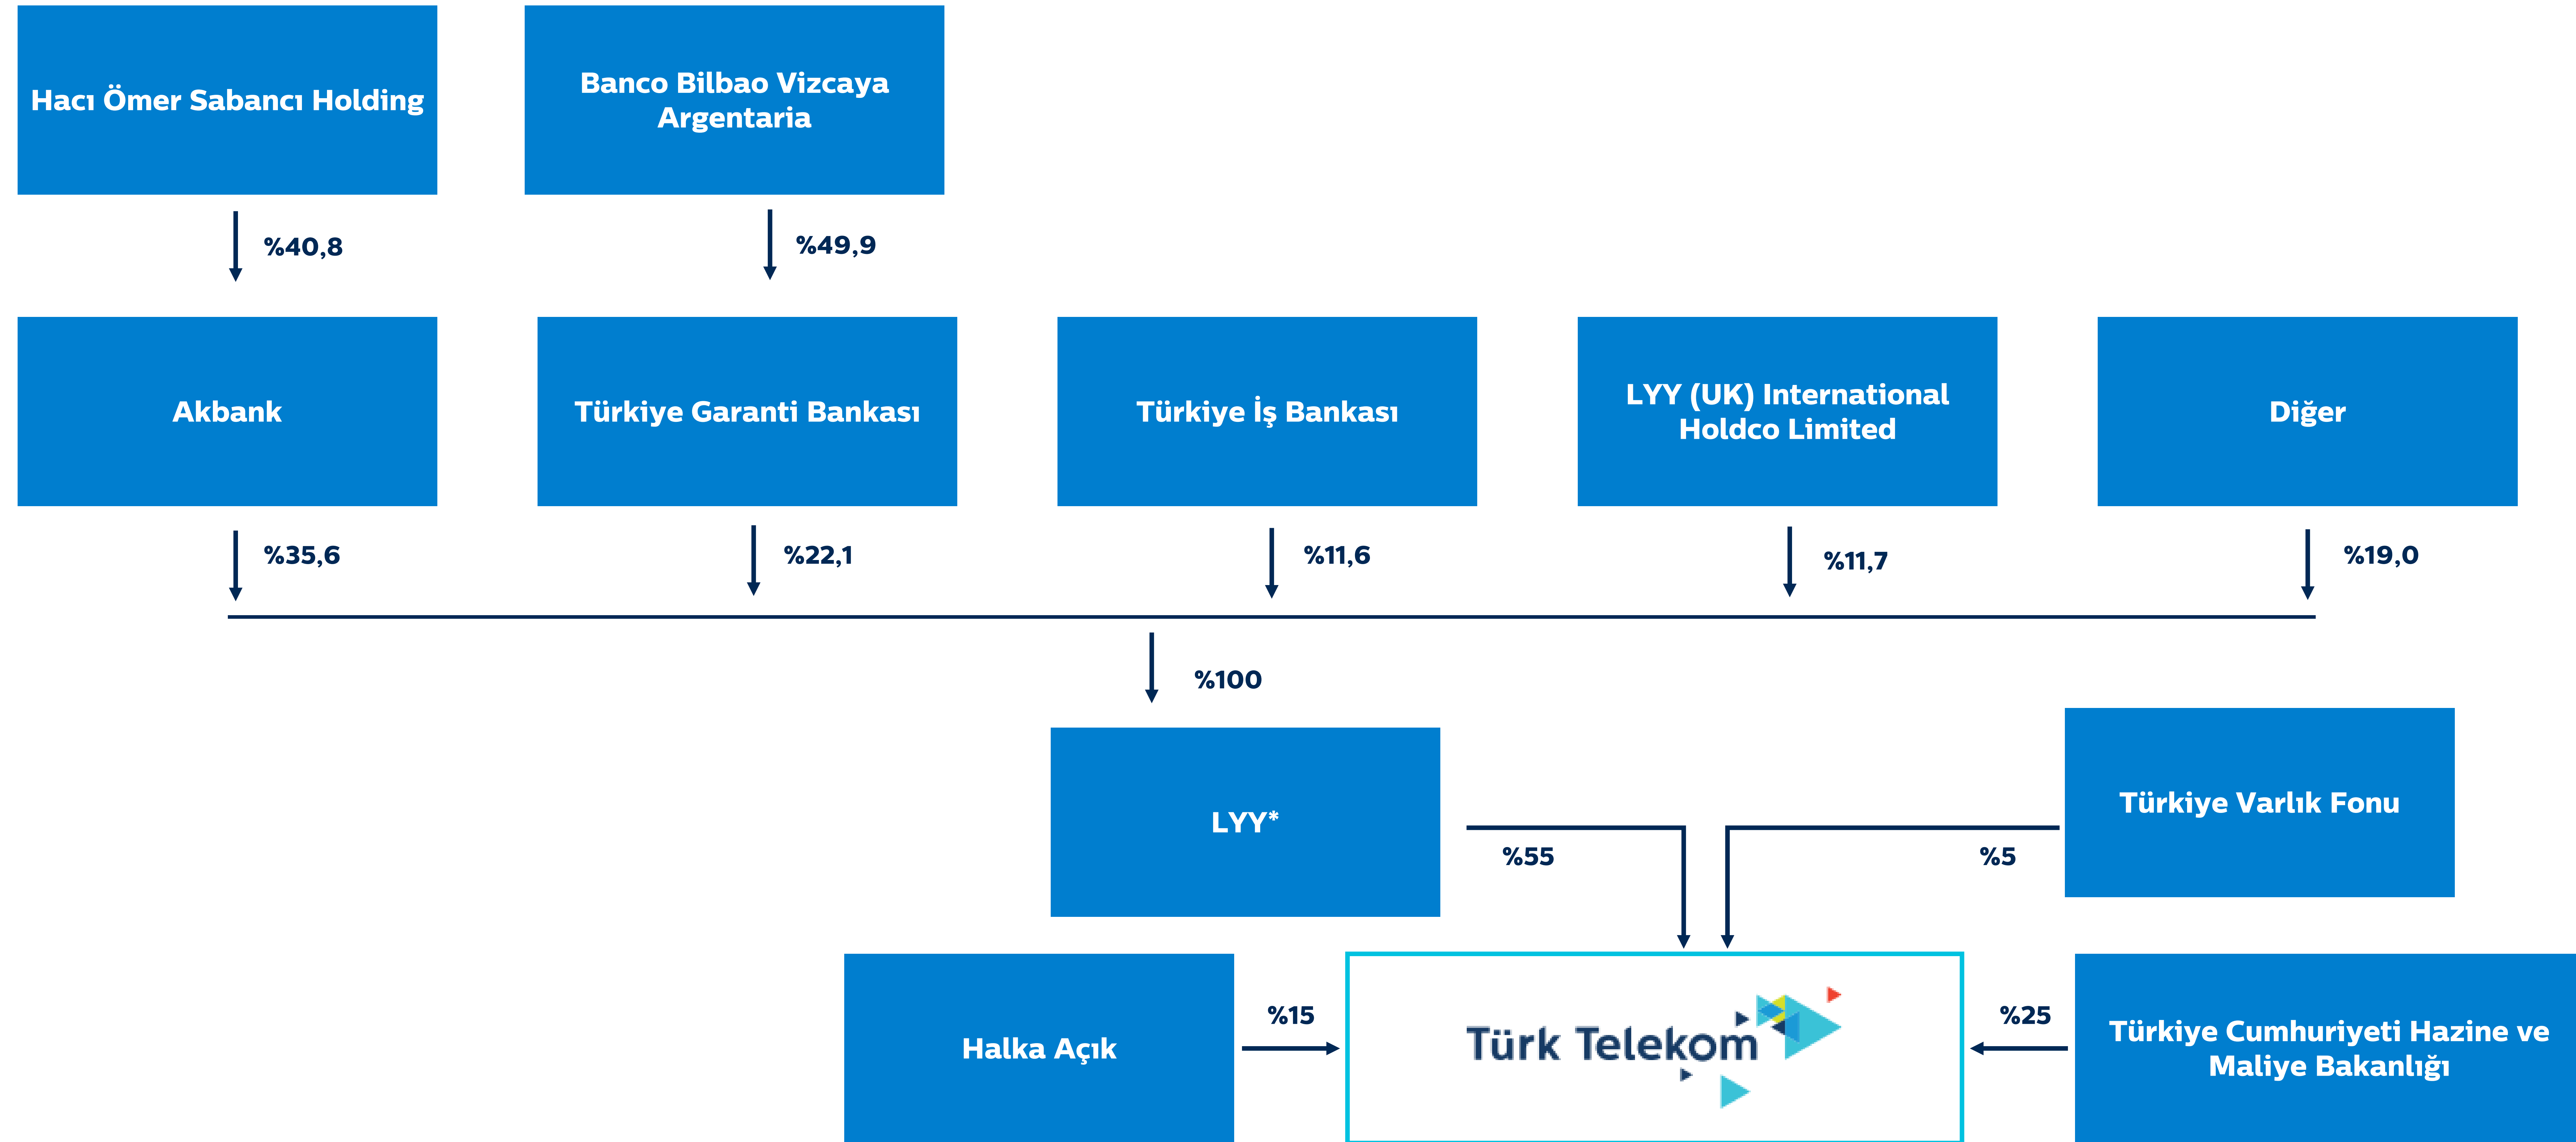 Hacı Ömer Sabancı Holding
Banco Bilbao Vizcaya
Argentaria
%40,8
%49,9
Akbank
Türkiye Garanti Bankası
Türkiye İş Bankası
LYY (UK) International
Holdco Limited
Diğer
%35,6
%22,1
%11,6
%11,7
%19,0
%100
LYY*
Türkiye Varlık Fonu
%55
%5
Halka Açık
%15
Türk Telekom
%25
Türkiye Cumhuriyeti Hazine ve
Maliye Bakanlığı